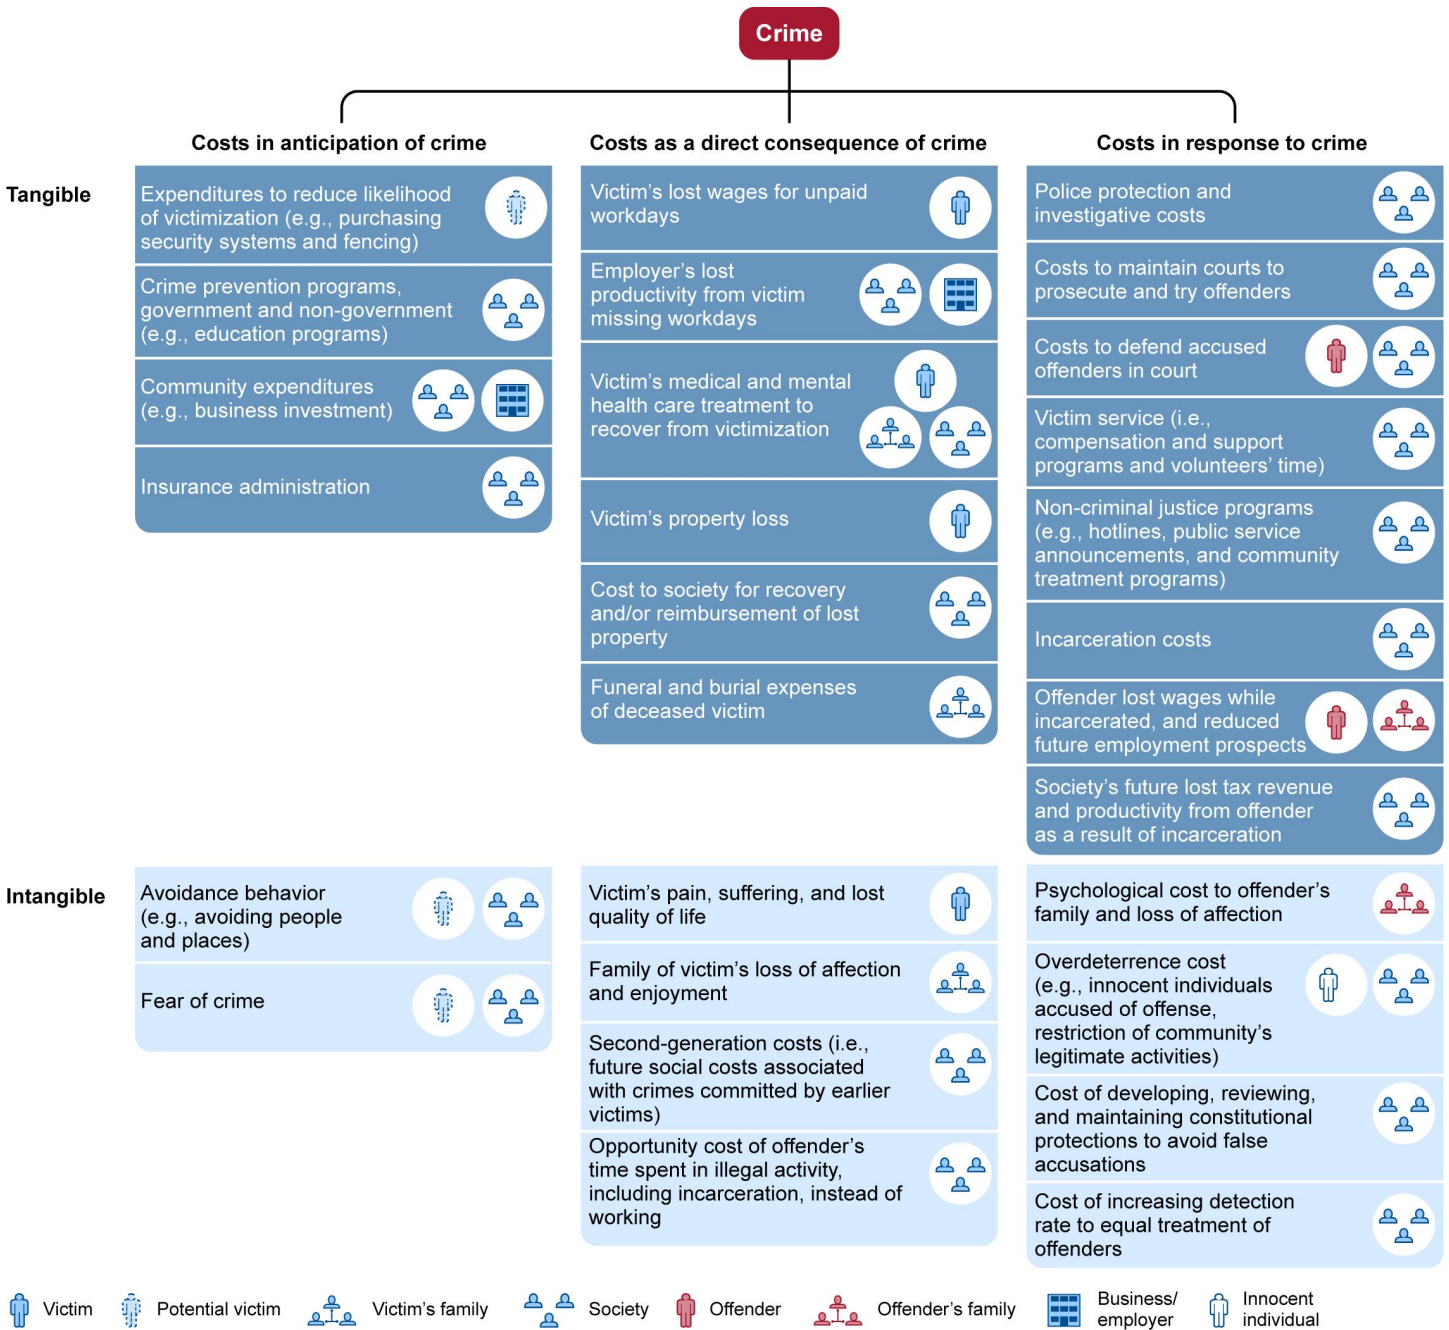 Crime
Costs in anticipation of crime
Costs as a direct consequence of crime
Costs in response to crime
Tangible
Expenditures to reduce likelihood
of victimization (e.g., purchasing
security systems and fencing)
Crime prevention programs,
government and non-government
(e.g., education programs)
Community expenditures
(e.g., business investment)
Insurance administration
Victim’s lost wages for unpaid
workdays
Employer’s lost
productivity from victim
missing workdays
Victim’s medical and mental
health care treatment to
recover from victimization
Victim’s property loss
Cost to society for recovery
and/or reimbursement of lost
property
Funeral and burial expenses
of deceased victim
Police protection and
investigative costs
Costs to maintain courts to
prosecute and try offenders
Costs to defend accused
offenders in court
Victim service (i.e.,
compensation and support
programs and volunteers’ time)
Non-criminal justice programs
(e.g., hotlines, public service
announcements, and community
treatment programs)
Incarceration costs
Offender lost wages while
incarcerated, and reduced
future employment prospects
Society’s future lost tax revenue
and productivity from offender
as a result of incarceration
Intangible
Avoidance behavior
(e.g., avoiding people
and places)
Fear of crime
Victim’s pain, suffering, and lost
quality of life
Family of victim’s loss of affection
and enjoyment
Second-generation costs (i.e.,
future social costs associated
with crimes committed by earlier
victims)
Opportunity cost of offender’s
time spent in illegal activity,
including incarceration, instead of
working
Psychological cost to offender’s
family and loss of affection
Overdeterrence cost
(e.g., innocent individuals
accused of offense,
restriction of community’s
legitimate activities)
Cost of developing, reviewing,
and maintaining constitutional
protections to avoid false
accusations
Cost of increasing detection
rate to equal treatment of
offenders
Victim
Potential victim
Victim’s family
Society
Offender
Offender’s family
Business/
employer
Innocent
individual